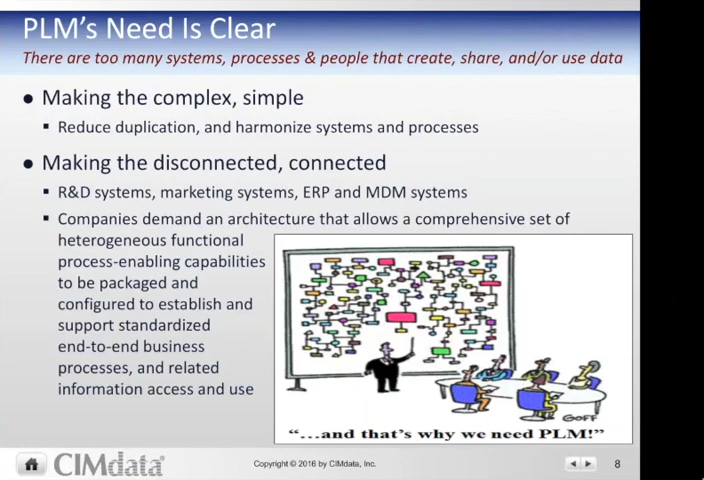 PLM's Need Is Clear
There are too many systems, processes & people that create, share, and/or use data
● Making the complex, simple
▪ Reduce duplication, and harmonize systems and processes
● Making the disconnected, connected
▪ R&D systems, marketing systems, ERP and MDM systems
▪ Companies demand an architecture that allows a comprehensive set of
heterogeneous functional
process-enabling capabilities
to be packaged and
configured to establish and
support standardized
end-to-end business
processes, and related
information access and use
GOFF
“...and that's why we need PLM!”
CIMdata
Copyright © 2016 by CIMdata, Inc.
8